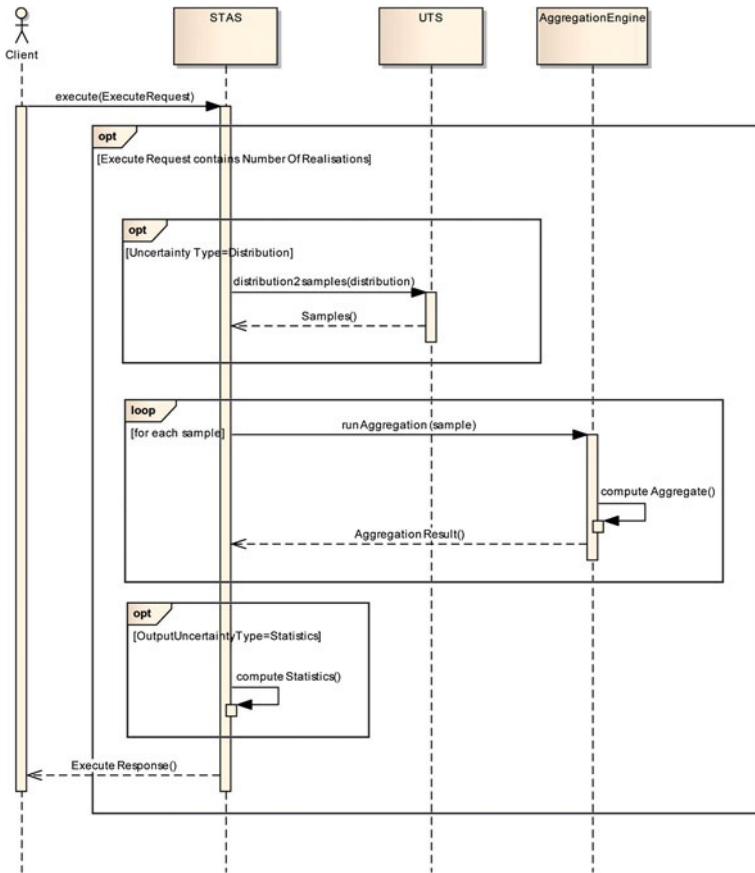 STAS
UTS
AggregationEngine
Client
execute(ExecuteRequest)
opt
[Execute Request contains Number Of Realisations]
opt
[Uncertainty Type=Distribution]
distribution2samples(distribution)
Samples()
loop
[for each sample]
runAggregation (sample)
compute Aggregate()
Aggregation Result()
opt
[OutputUncertaintyType=Statistics]
compute Statistics()
Execute Response()